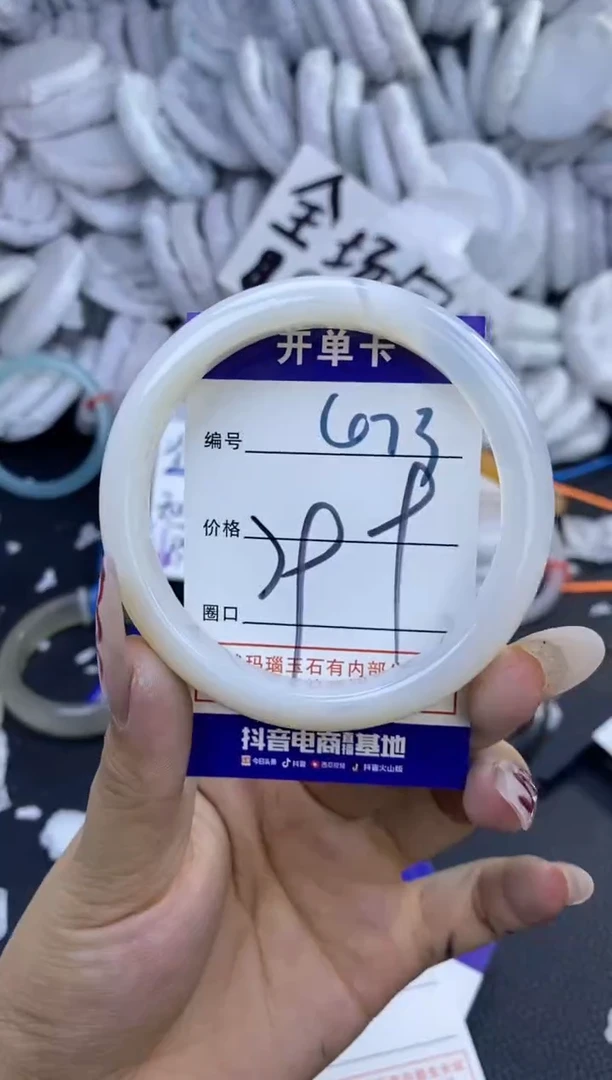 全场
开单卡
编号 673
价格
圈口
玛瑙玉石有内部
抖音电商直播基地
今日头条 抖音 西瓜视频 抖音火山版